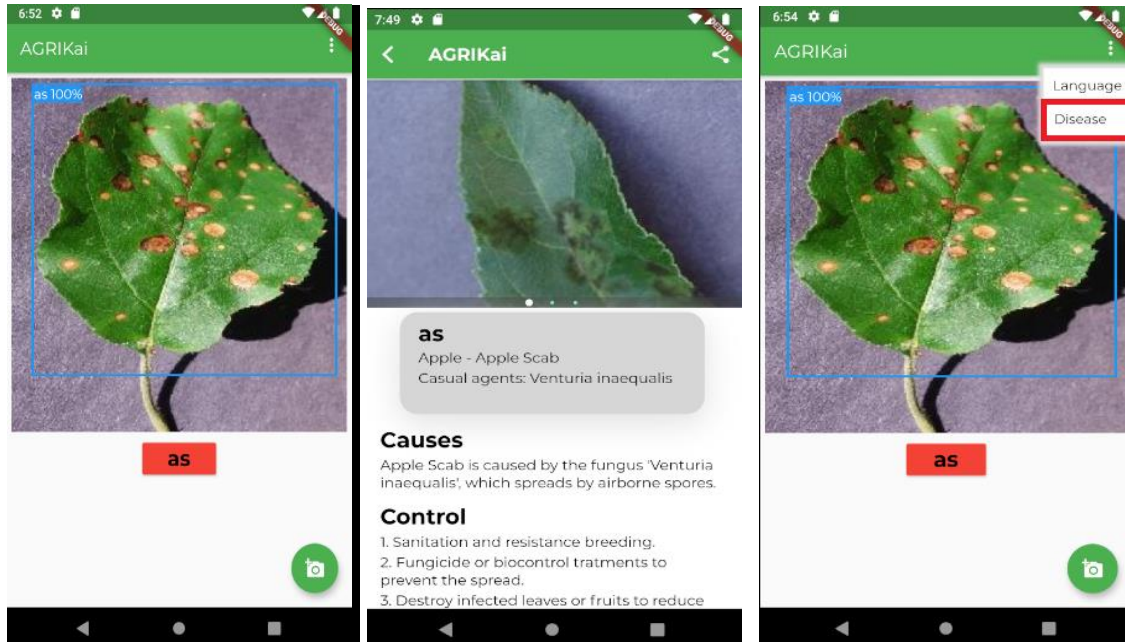 6:52
DEBUG
AGRIKai
as 100%
as
7:49
DEBUG
AGRIKai
as
Apple - Apple Scab
Casual agents: Venturia inaequalis
Causes
Apple Scab is caused by the fungus 'Venturia
inaequalis', which spreads by airborne spores.
Control
1. Sanitation and resistance breeding.
2. Fungicide or biocontrol tratments to
prevent the spread.
3. Destroy infected leaves or fruits to reduce
6:54
DEBUG
AGRIKai
Language
Disease
as 100%
as